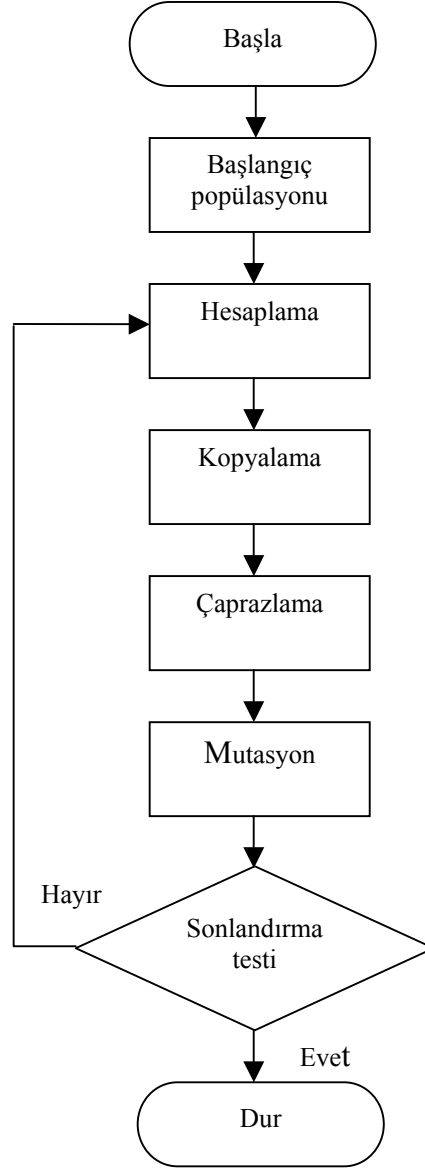 Başla
Başlangıç
popülasyonu
Hesaplama
Kopyalama
Çaprazlama
Mutasyon
Hayır
Sonlandırma
testi
Evet
Dur